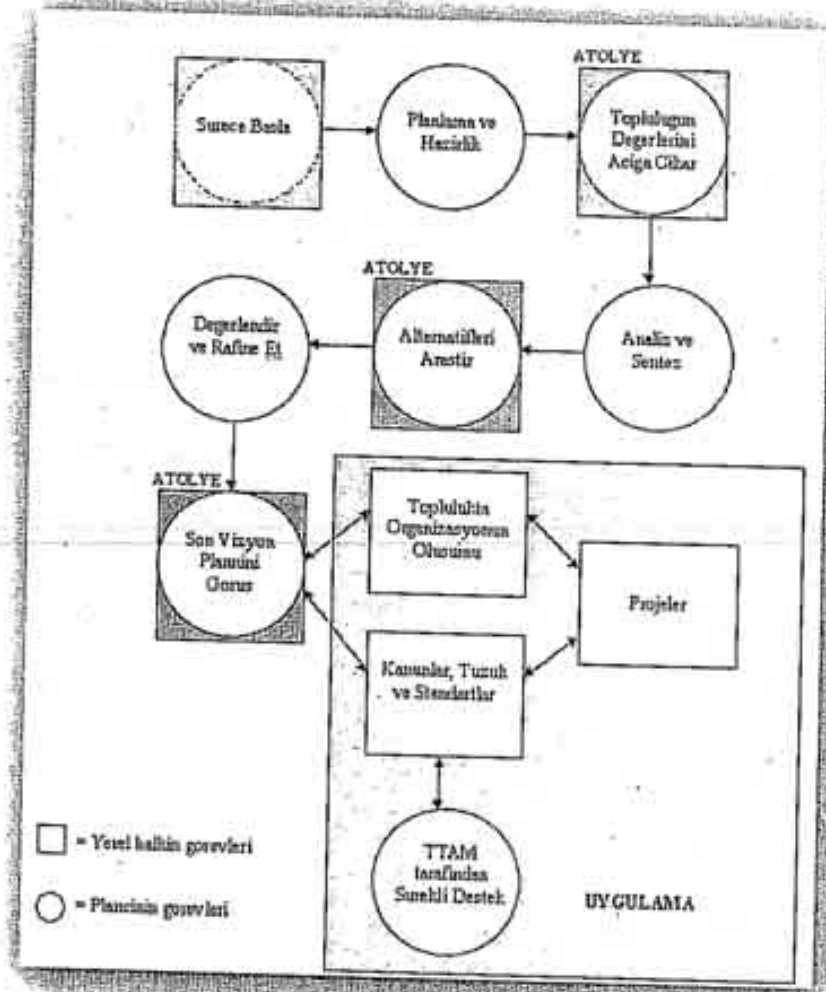 Surece Basla
Planlama ve
Hazirlik
ATOLYE
Toplulugun
Degerlerini
Aciga Cikar
Analiz ve
Sentez
ATOLYE
Alternatifleri
Arastir
Degerlendir
ve Rafine Et
ATOLYE
Son Vizyon
Planini
Gorus
Toplulukta
Organizasyonun
Olusumu
Projeler
Kanunlar, Tuzuk
ve Standartlar
TTAM
tarafindan
Surekli Destek
UYGULAMA
= Yerel halkin gorevleri
= Plancinin gorevleri